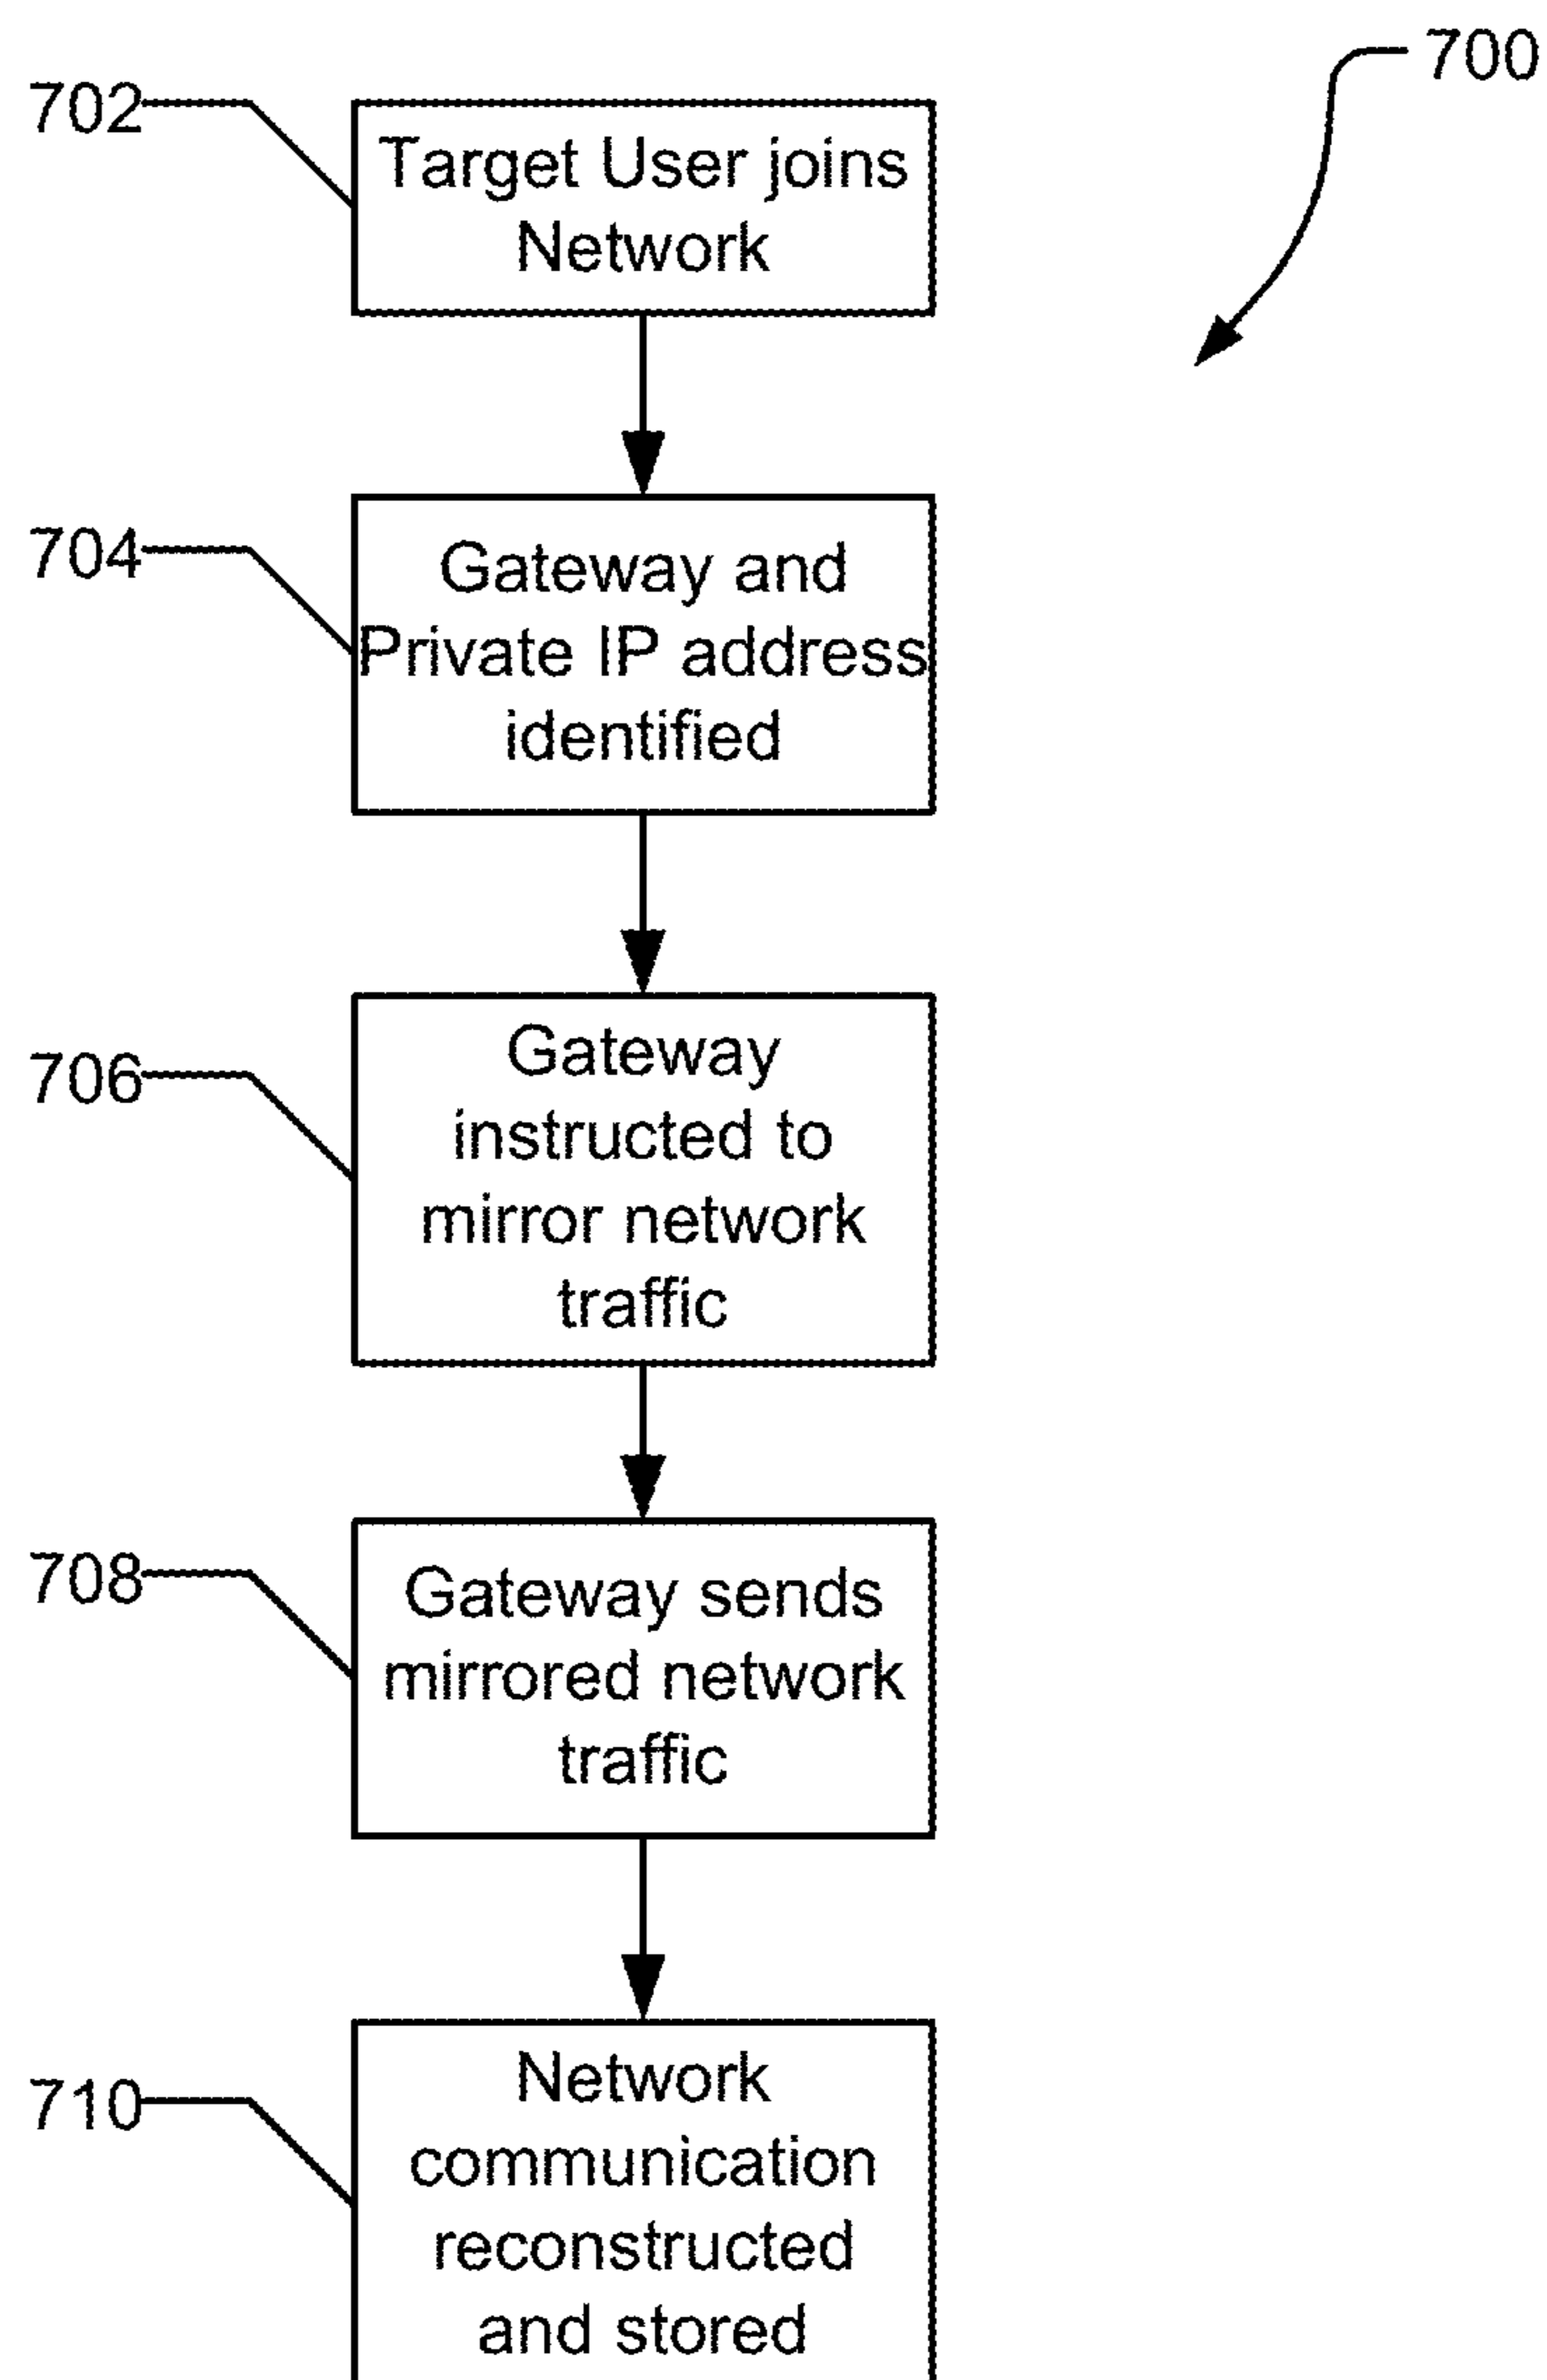 700
702
Target User joins
Network
704
Gateway and
Private IP address
identified
706
Gateway
instructed to
mirror network
traffic
708
Gateway sends
mirrored network
traffic
710
Network
communication
reconstructed
and stored